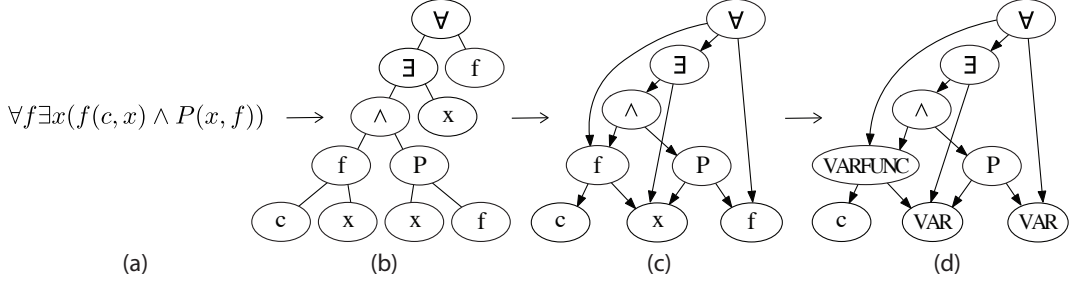 ∀f∃x(f(c, x) ∧ P(x, f))
∀
∃ f
∧ x
f P
c x x f
∀
∃
∧
f P
c x f
∀
∃
∧
VARFUNC P
c VAR VAR
(a) (b) (c) (d)